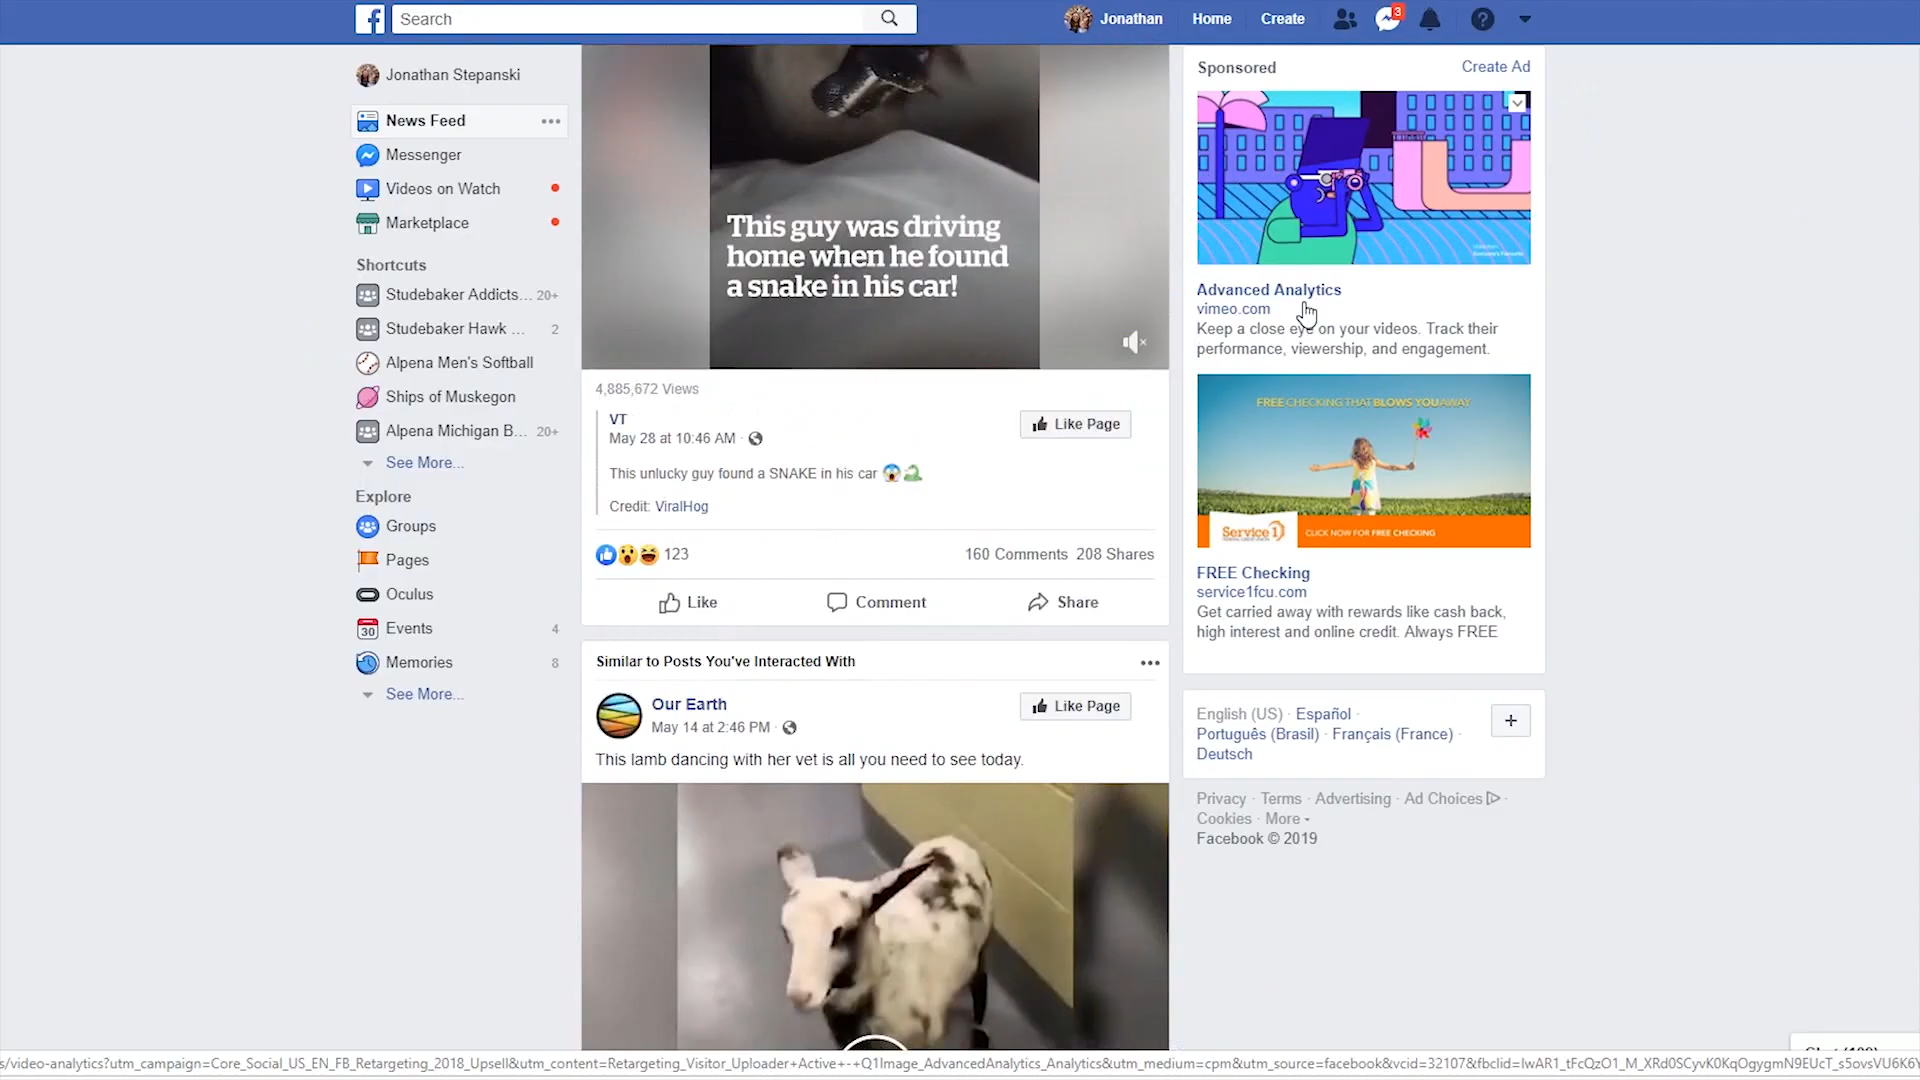 Search
Jonathan
Home
Create
3
Jonathan Stepanski
News Feed
Messenger
Videos on Watch
Marketplace
Shortcuts
Studebaker Addicts... 20+
Studebaker Hawk ... 2
Alpena Men's Softball
Ships of Muskegon
Alpena Michigan B... 20+
See More...
Explore
Groups
Pages
Oculus
30 Events 4
Memories 8
See More...
This guy was driving
home when he found
a snake in his car!
4,885,672 Views
VT
May 28 at 10:46 AM ·
Like Page
This unlucky guy found a SNAKE in his car 😱🐍
Credit: ViralHog
123
160 Comments 208 Shares
Like
Comment
Share
Similar to Posts You've Interacted With
Our Earth
May 14 at 2:46 PM ·
Like Page
This lamb dancing with her vet is all you need to see today.
Sponsored
Create Ad
Advanced Analytics
vimeo.com
Keep a close eye on your videos. Track their
performance, viewership, and engagement.
FREE CHECKING THAT BLOWS YOU AWAY
Service 1
CLICK NOW FOR FREE CHECKING
FREE Checking
service1fcu.com
Get carried away with rewards like cash back,
high interest and online credit. Always FREE
English (US) · Español ·
Português (Brasil) · Français (France) ·
Deutsch
Privacy · Terms · Advertising · Ad Choices ·
Cookies · More
Facebook © 2019
s/video-analytics?utm_campaign=Core_Social_US_EN_FB_Retargeting_2018_Upsell&utm_content=Retargeting_Visitor_Uploader+Active+-+Q1Image_AdvancedAnalytics_Analytics&utm_medium=cpm&utm_source=facebook&vcid=32107&fbclid=